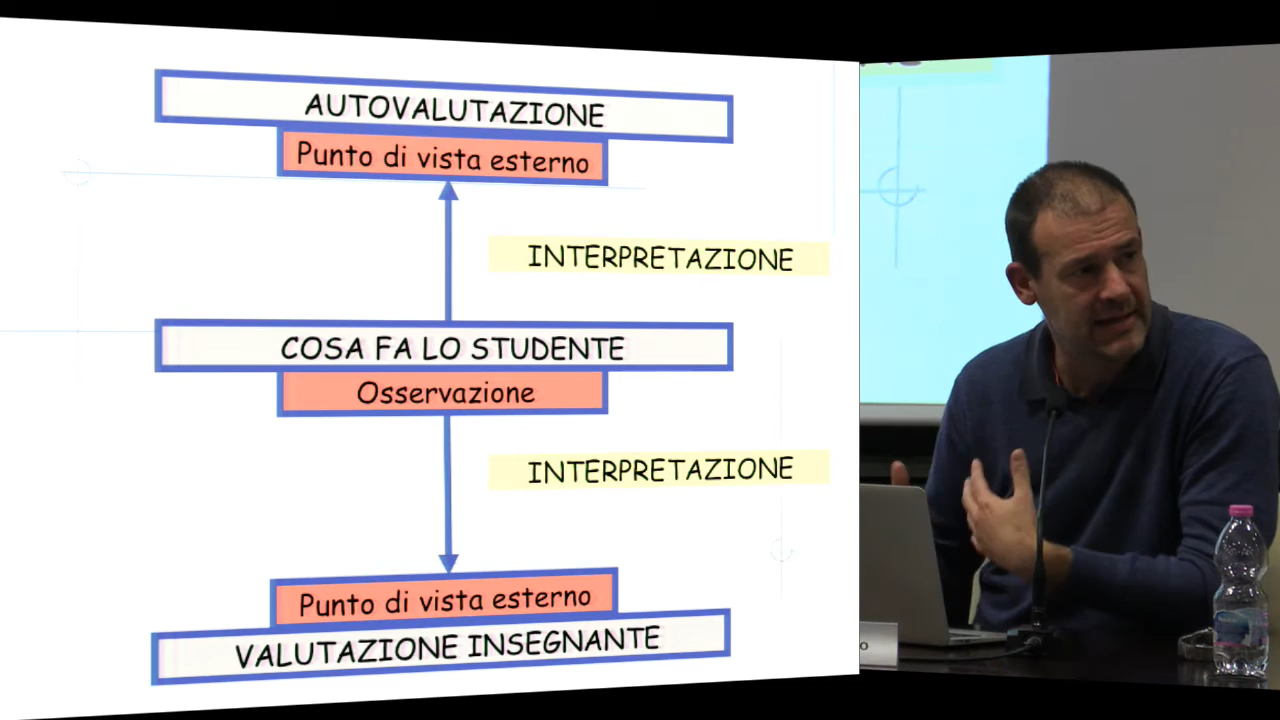 AUTOVALUTAZIONE
Punto di vista esterno
INTERPRETAZIONE
COSA FA LO STUDENTE
Osservazione
INTERPRETAZIONE
Punto di vista esterno
VALUTAZIONE INSEGNANTE